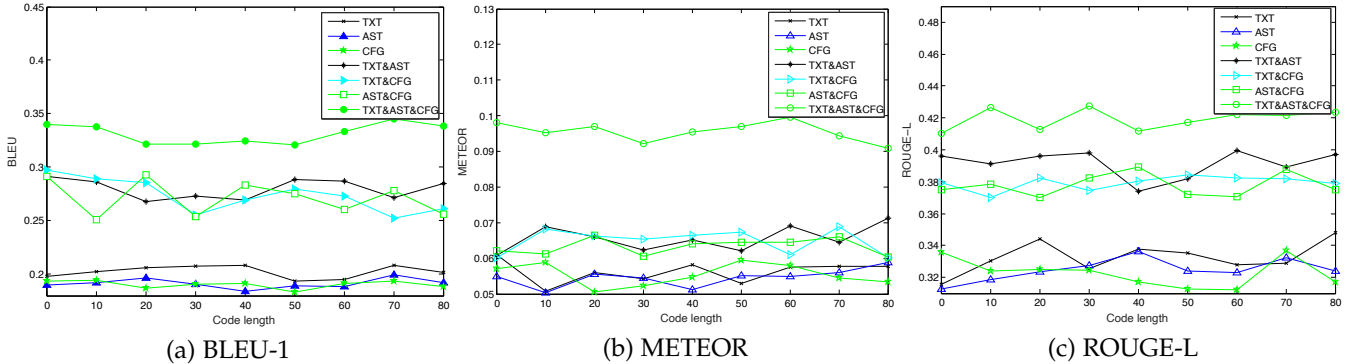 0.45
0.4
0.35
0.3
0.25
0.2
BLEU
0 10 20 30 40 50 60 70 80
Code length
TXT
AST
CFG
TXT&AST
TXT&CFG
AST&CFG
TXT&AST&CFG
(a) BLEU-1
0.13
0.12
0.11
0.1
0.09
0.08
0.07
0.06
0.05
METEOR
0 10 20 30 40 50 60 70 80
Code length
TXT
AST
CFG
TXT&AST
TXT&CFG
AST&CFG
TXT&AST&CFG
(b) METEOR
0.48
0.46
0.44
0.42
0.4
0.38
0.36
0.34
0.32
ROUGE-L
0 10 20 30 40 50 60 70 80
Code length
TXT
AST
CFG
TXT&AST
TXT&CFG
AST&CFG
TXT&AST&CFG
(c) ROUGE-L